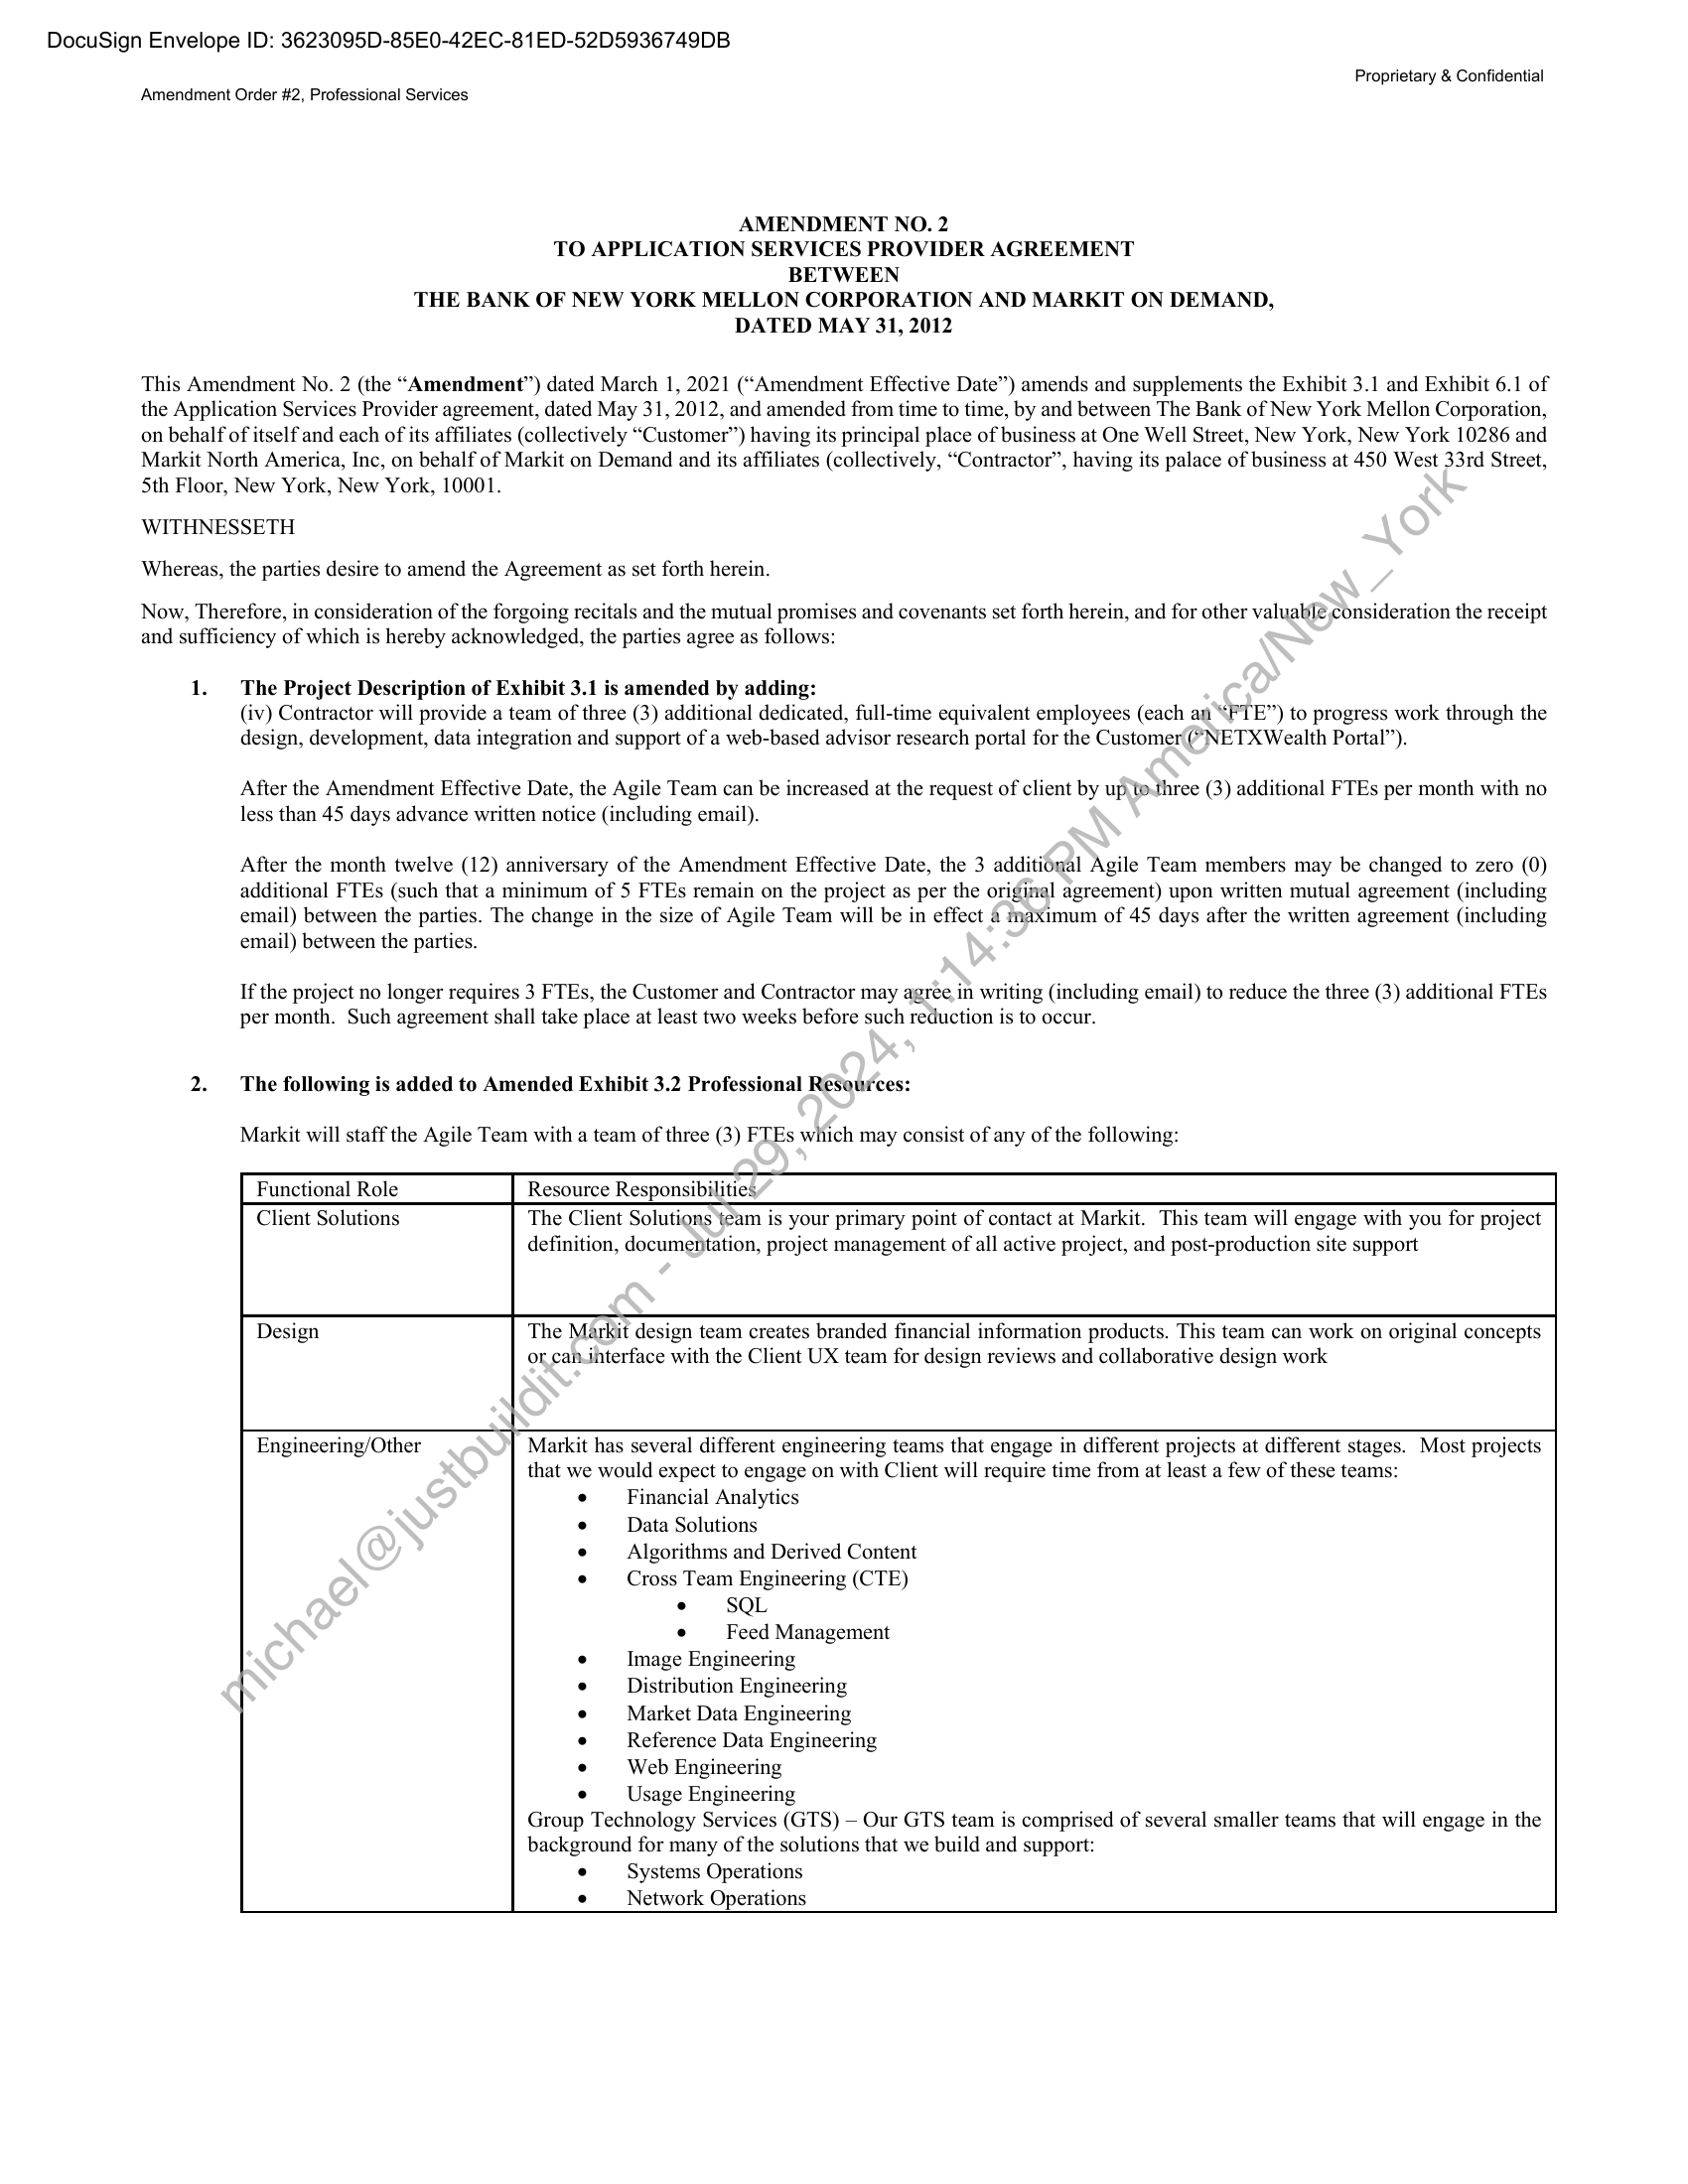 DocuSign Envelope ID: 3623095D-85E0-42EC-81ED-52D5936749DB
Proprietary & Confidential
Amendment Order #2, Professional Services
AMENDMENT NO. 2
TO APPLICATION SERVICES PROVIDER AGREEMENT
BETWEEN
THE BANK OF NEW YORK MELLON CORPORATION AND MARKIT ON DEMAND,
DATED MAY 31, 2012
This Amendment No. 2 (the “Amendment”) dated March 1, 2021 (“Amendment Effective Date”) amends and supplements the Exhibit 3.1 and Exhibit 6.1 of
the Application Services Provider agreement, dated May 31, 2012, and amended from time to time, by and between The Bank of New York Mellon Corporation,
on behalf of itself and each of its affiliates (collectively “Customer”) having its principal place of business at One Well Street, New York, New York 10286 and
Markit North America, Inc, on behalf of Markit on Demand and its affiliates (collectively, “Contractor”, having its palace of business at 450 West 33rd Street,
5th Floor, New York, New York, 10001.
WITHNESSETH
Whereas, the parties desire to amend the Agreement as set forth herein.
Now, Therefore, in consideration of the forgoing recitals and the mutual promises and covenants set forth herein, and for other valuable consideration the receipt
and sufficiency of which is hereby acknowledged, the parties agree as follows:
1. The Project Description of Exhibit 3.1 is amended by adding:
(iv) Contractor will provide a team of three (3) additional dedicated, full-time equivalent employees (each an “FTE”) to progress work through the
design, development, data integration and support of a web-based advisor research portal for the Customer (“NETXWealth Portal”).
After the Amendment Effective Date, the Agile Team can be increased at the request of client by up to three (3) additional FTEs per month with no
less than 45 days advance written notice (including email).
After the month twelve (12) anniversary of the Amendment Effective Date, the 3 additional Agile Team members may be changed to zero (0)
additional FTEs (such that a minimum of 5 FTEs remain on the project as per the original agreement) upon written mutual agreement (including
email) between the parties. The change in the size of Agile Team will be in effect a maximum of 45 days after the written agreement (including
email) between the parties.
If the project no longer requires 3 FTEs, the Customer and Contractor may agree in writing (including email) to reduce the three (3) additional FTEs
per month. Such agreement shall take place at least two weeks before such reduction is to occur.
2. The following is added to Amended Exhibit 3.2 Professional Resources:
Markit will staff the Agile Team with a team of three (3) FTEs which may consist of any of the following:
Functional Role Resource Responsibilities
Client Solutions The Client Solutions team is your primary point of contact at Markit. This team will engage with you for project
definition, documentation, project management of all active project, and post-production site support
Design The Markit design team creates branded financial information products. This team can work on original concepts
or can interface with the Client UX team for design reviews and collaborative design work
Engineering/Other Markit has several different engineering teams that engage in different projects at different stages. Most projects
that we would expect to engage on with Client will require time from at least a few of these teams:
• Financial Analytics
• Data Solutions
• Algorithms and Derived Content
• Cross Team Engineering (CTE)
• SQL
• Feed Management
• Image Engineering
• Distribution Engineering
• Market Data Engineering
• Reference Data Engineering
• Web Engineering
• Usage Engineering
Group Technology Services (GTS) – Our GTS team is comprised of several smaller teams that will engage in the
background for many of the solutions that we build and support:
• Systems Operations
• Network Operations
michael@justbuildit.com - Jul 29, 2024, 1:14:36 PM America/New_York